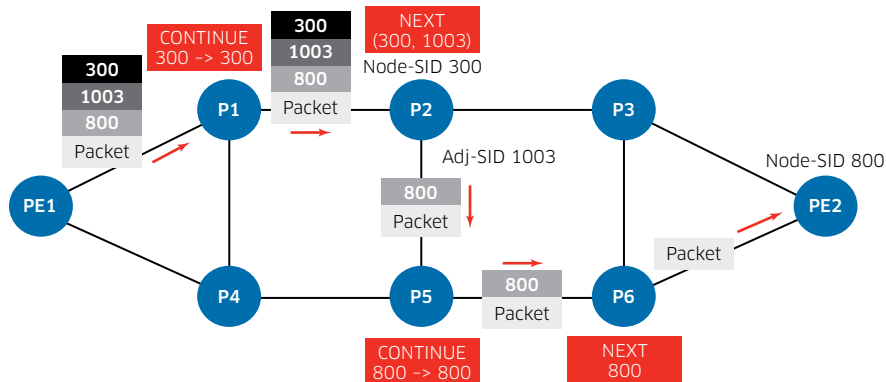 CONTINUE
300 -> 300
NEXT
(300, 1003)
300
1003
800
Packet
300
1003
800
Packet
Node-SID 300
P1
P2
P3
Adj-SID 1003
Node-SID 800
PE1
PE2
800
Packet
Packet
P4
P5
800
Packet
P6
CONTINUE
800 -> 800
NEXT
800